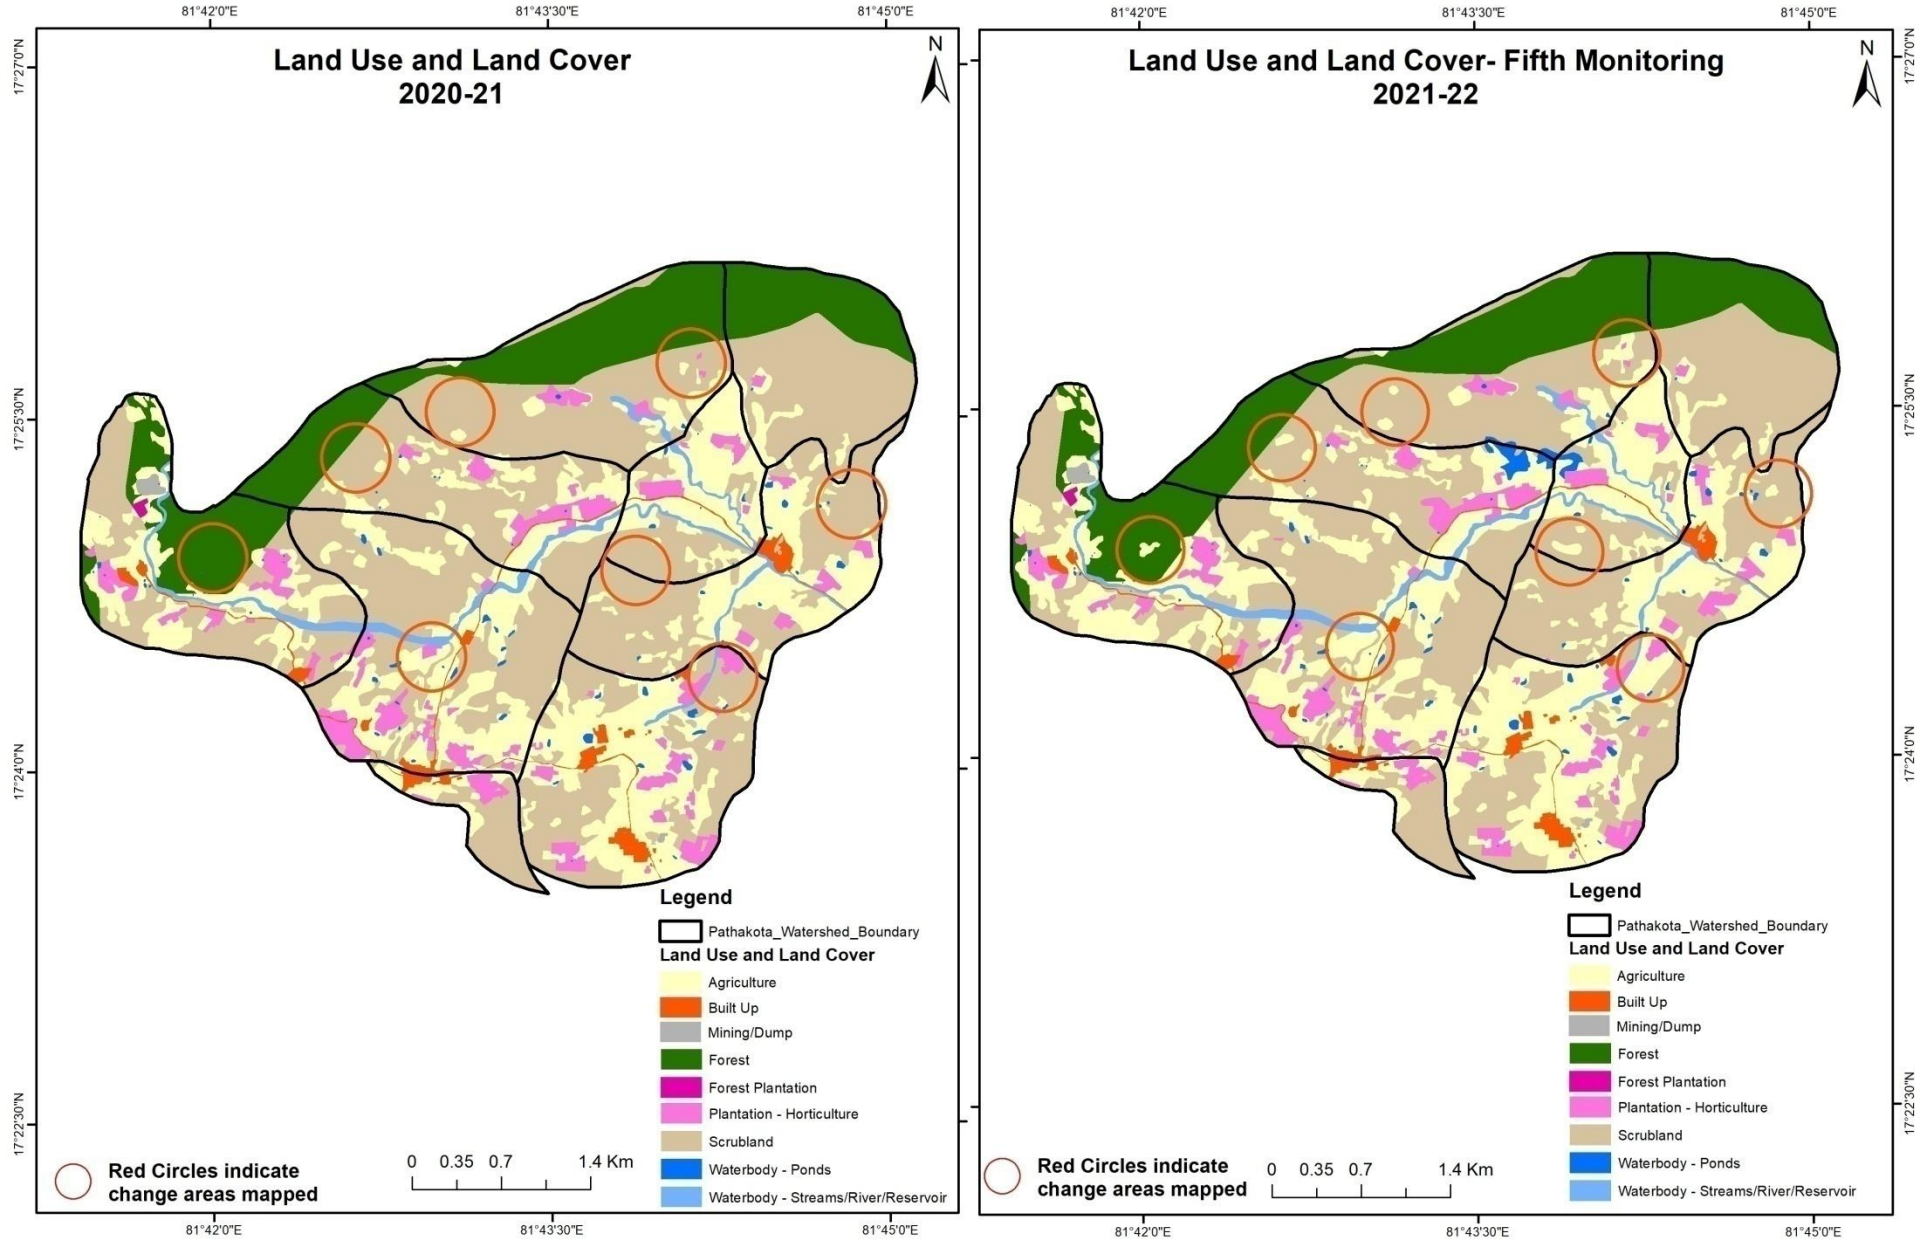 81°42'0"E
81°43'30"E
81°45'0"E
Land Use and Land Cover
2020-21
N
17°27'0"N
17°25'30"N
17°24'0"N
17°22'30"N
Legend
Pathakota_Watershed_Boundary
Land Use and Land Cover
Agriculture
Built Up
Mining/Dump
Forest
Forest Plantation
Plantation - Horticulture
Scrubland
Waterbody - Ponds
Waterbody - Streams/River/Reservoir
Red Circles indicate
change areas mapped
0 0.35 0.7 1.4 Km
81°42'0"E
81°43'30"E
81°45'0"E
81°42'0"E
81°43'30"E
81°45'0"E
Land Use and Land Cover- Fifth Monitoring
2021-22
N
17°27'0"N
17°25'30"N
17°24'0"N
17°22'30"N
Legend
Pathakota_Watershed_Boundary
Land Use and Land Cover
Agriculture
Built Up
Mining/Dump
Forest
Forest Plantation
Plantation - Horticulture
Scrubland
Waterbody - Ponds
Waterbody - Streams/River/Reservoir
Red Circles indicate
change areas mapped
0 0.35 0.7 1.4 Km
81°42'0"E
81°43'30"E
81°45'0"E